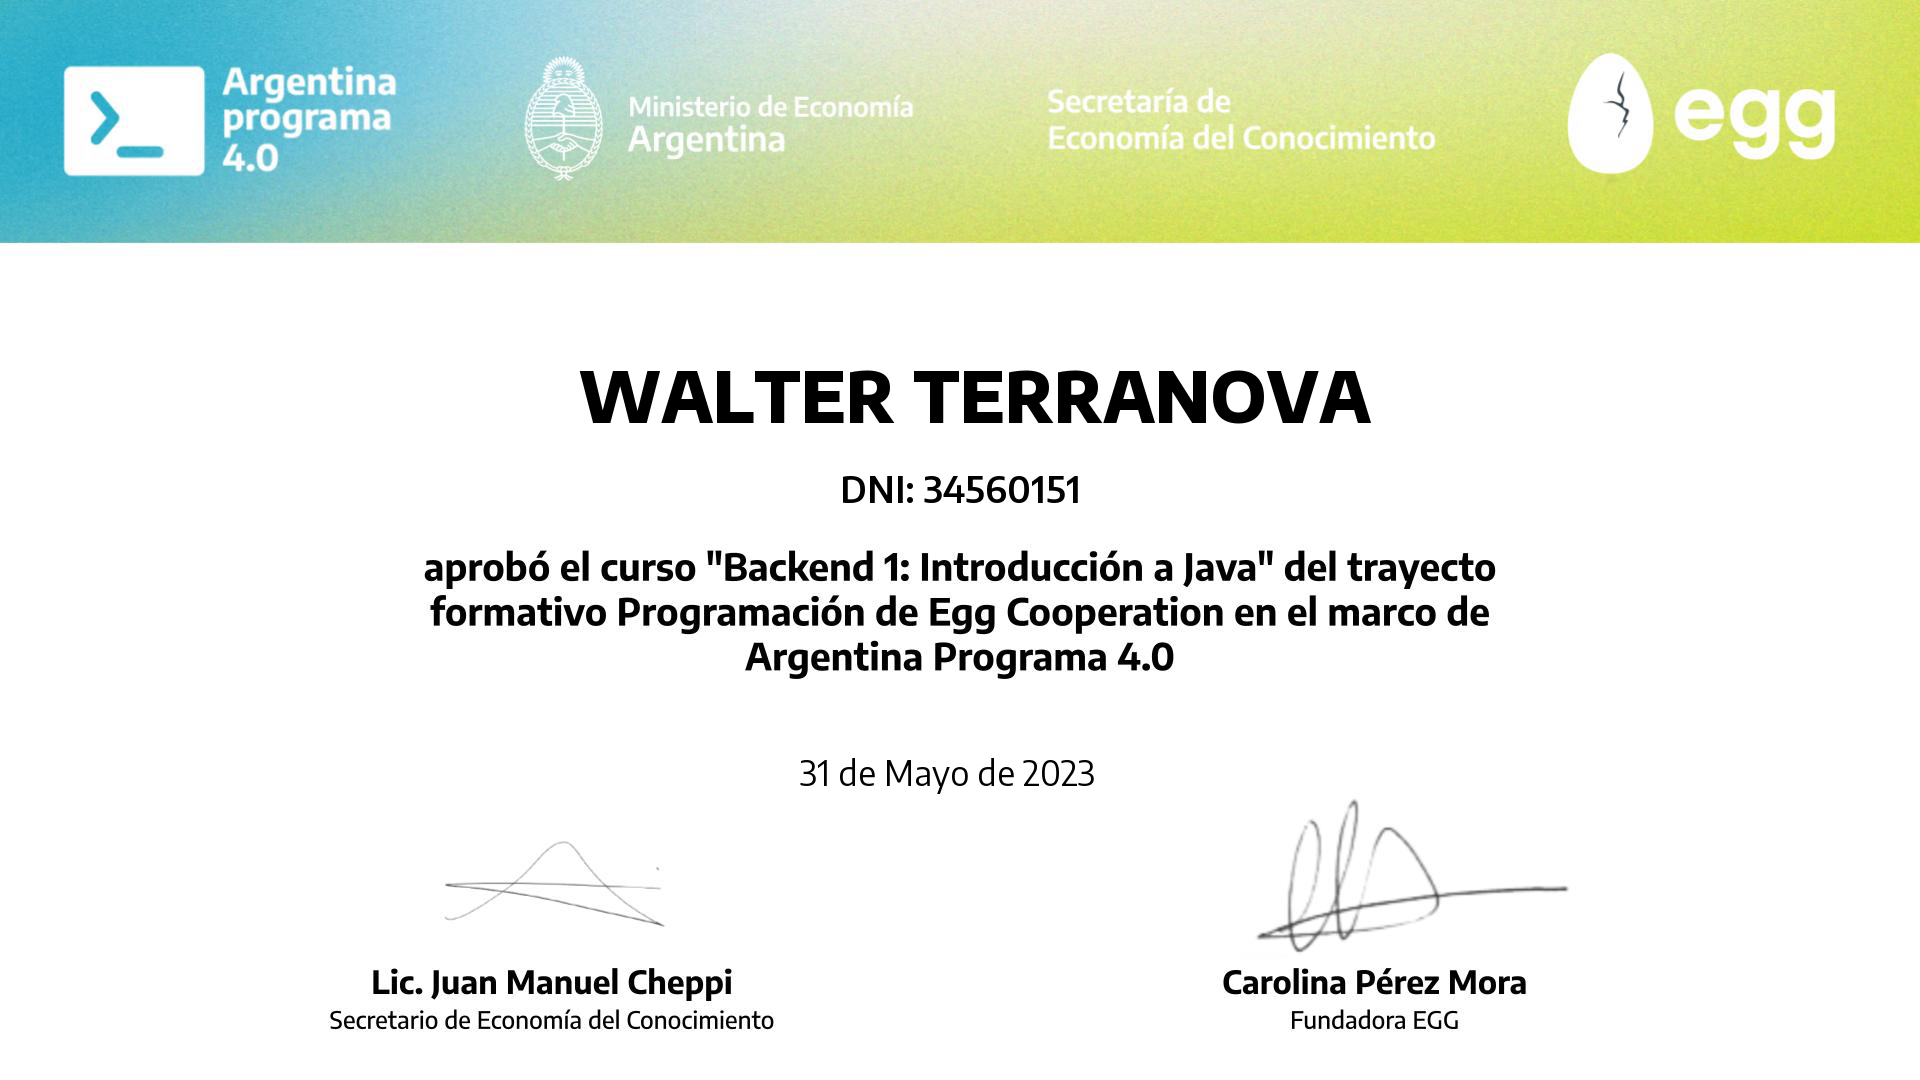 Argentina
programa
4.0
Ministerio de Economía
Argentina
Secretaría de
Economía del Conocimiento
egg
WALTER TERRANOVA
DNI: 34560151
aprobó el curso "Backend 1: Introducción a Java" del trayecto
formativo Programación de Egg Cooperation en el marco de
Argentina Programa 4.0
31 de Mayo de 2023
Lic. Juan Manuel Cheppi
Secretario de Economía del Conocimiento
Carolina Pérez Mora
Fundadora EGG